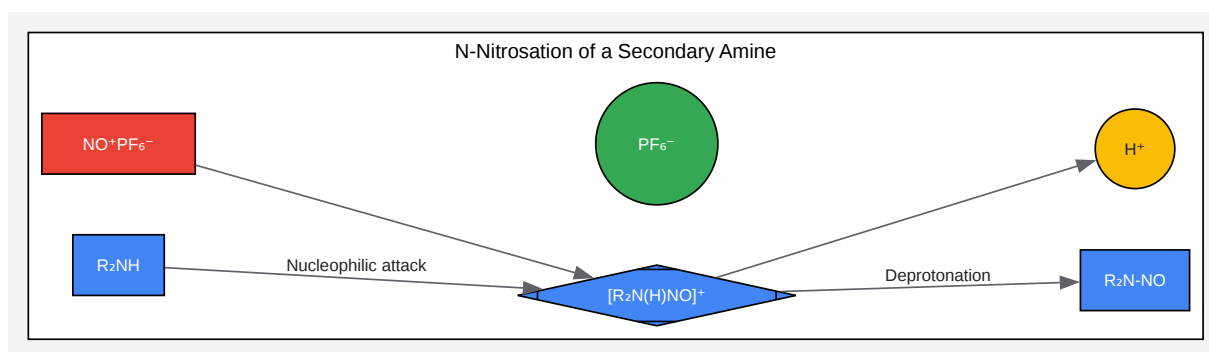 N-Nitrosation of a Secondary Amine
NO⁺PF₆⁻
PF₆⁻
H⁺
R₂NH
Nucleophilic attack
[R₂N(H)NO]⁺
Deprotonation
R₂N-NO